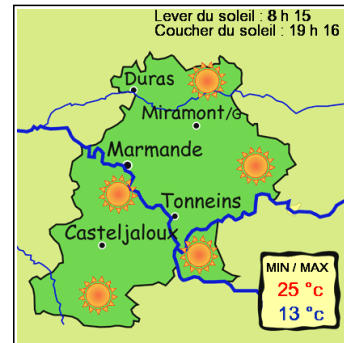 Lever du soleil : 8 h 15
Coucher du soleil : 19 h 16
Duras
Miramont/G
Marmande
Tonneins
Casteljaloux
MIN / MAX
25 °c
13 °c